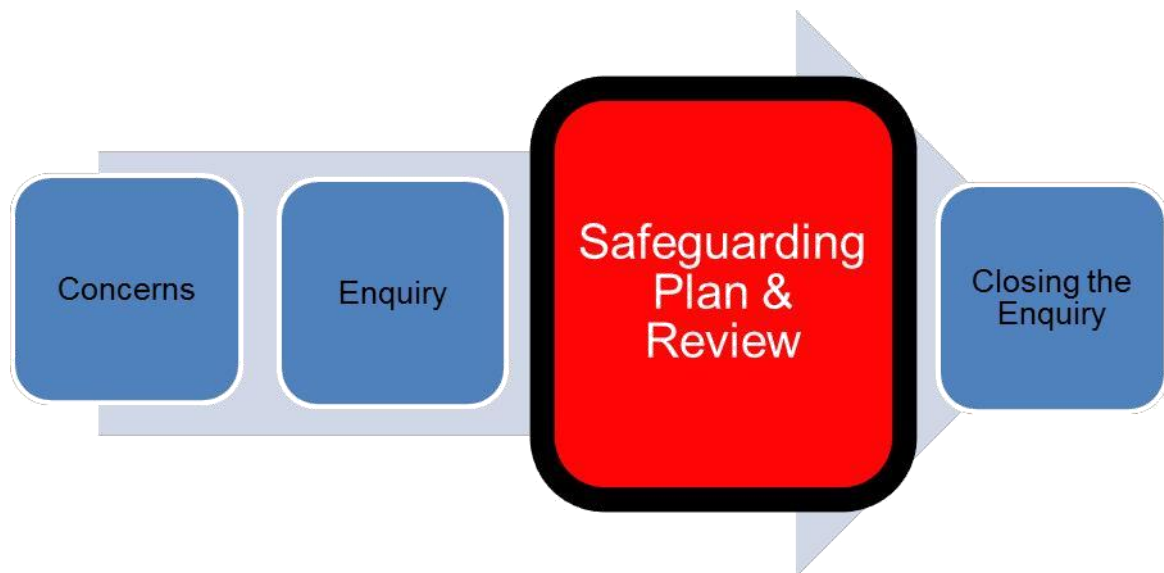 Concerns
Enquiry
Safeguarding
Plan &
Review
Closing the
Enquiry